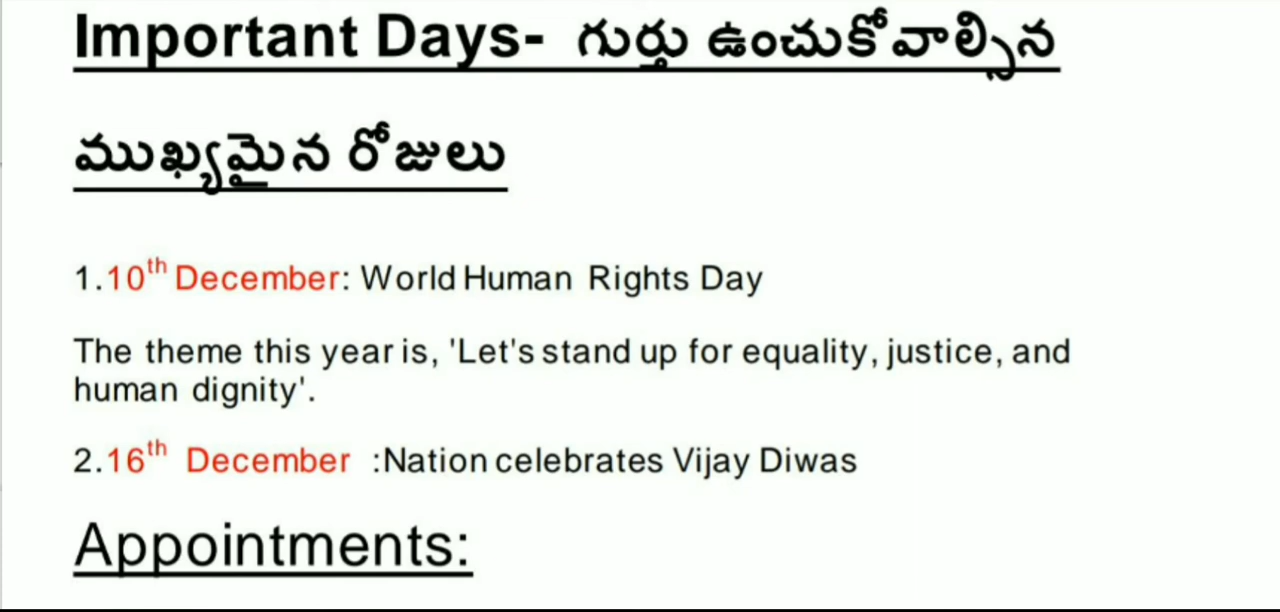 Important Days- గుర్తు ఉంచుకోవాల్సిన
ముఖ్యమైన రోజులు
1.10th December: World Human Rights Day
The theme this year is, 'Let's stand up for equality, justice, and
human dignity'.
2.16th December :Nation celebrates Vijay Diwas
Appointments: